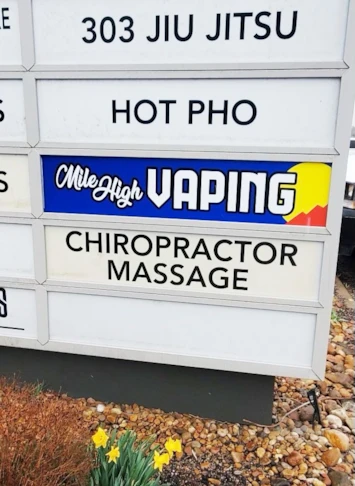 303 JIU JITSU
HOT PHO
Mile High VAPING
CHIROPRACTOR
MASSAGE